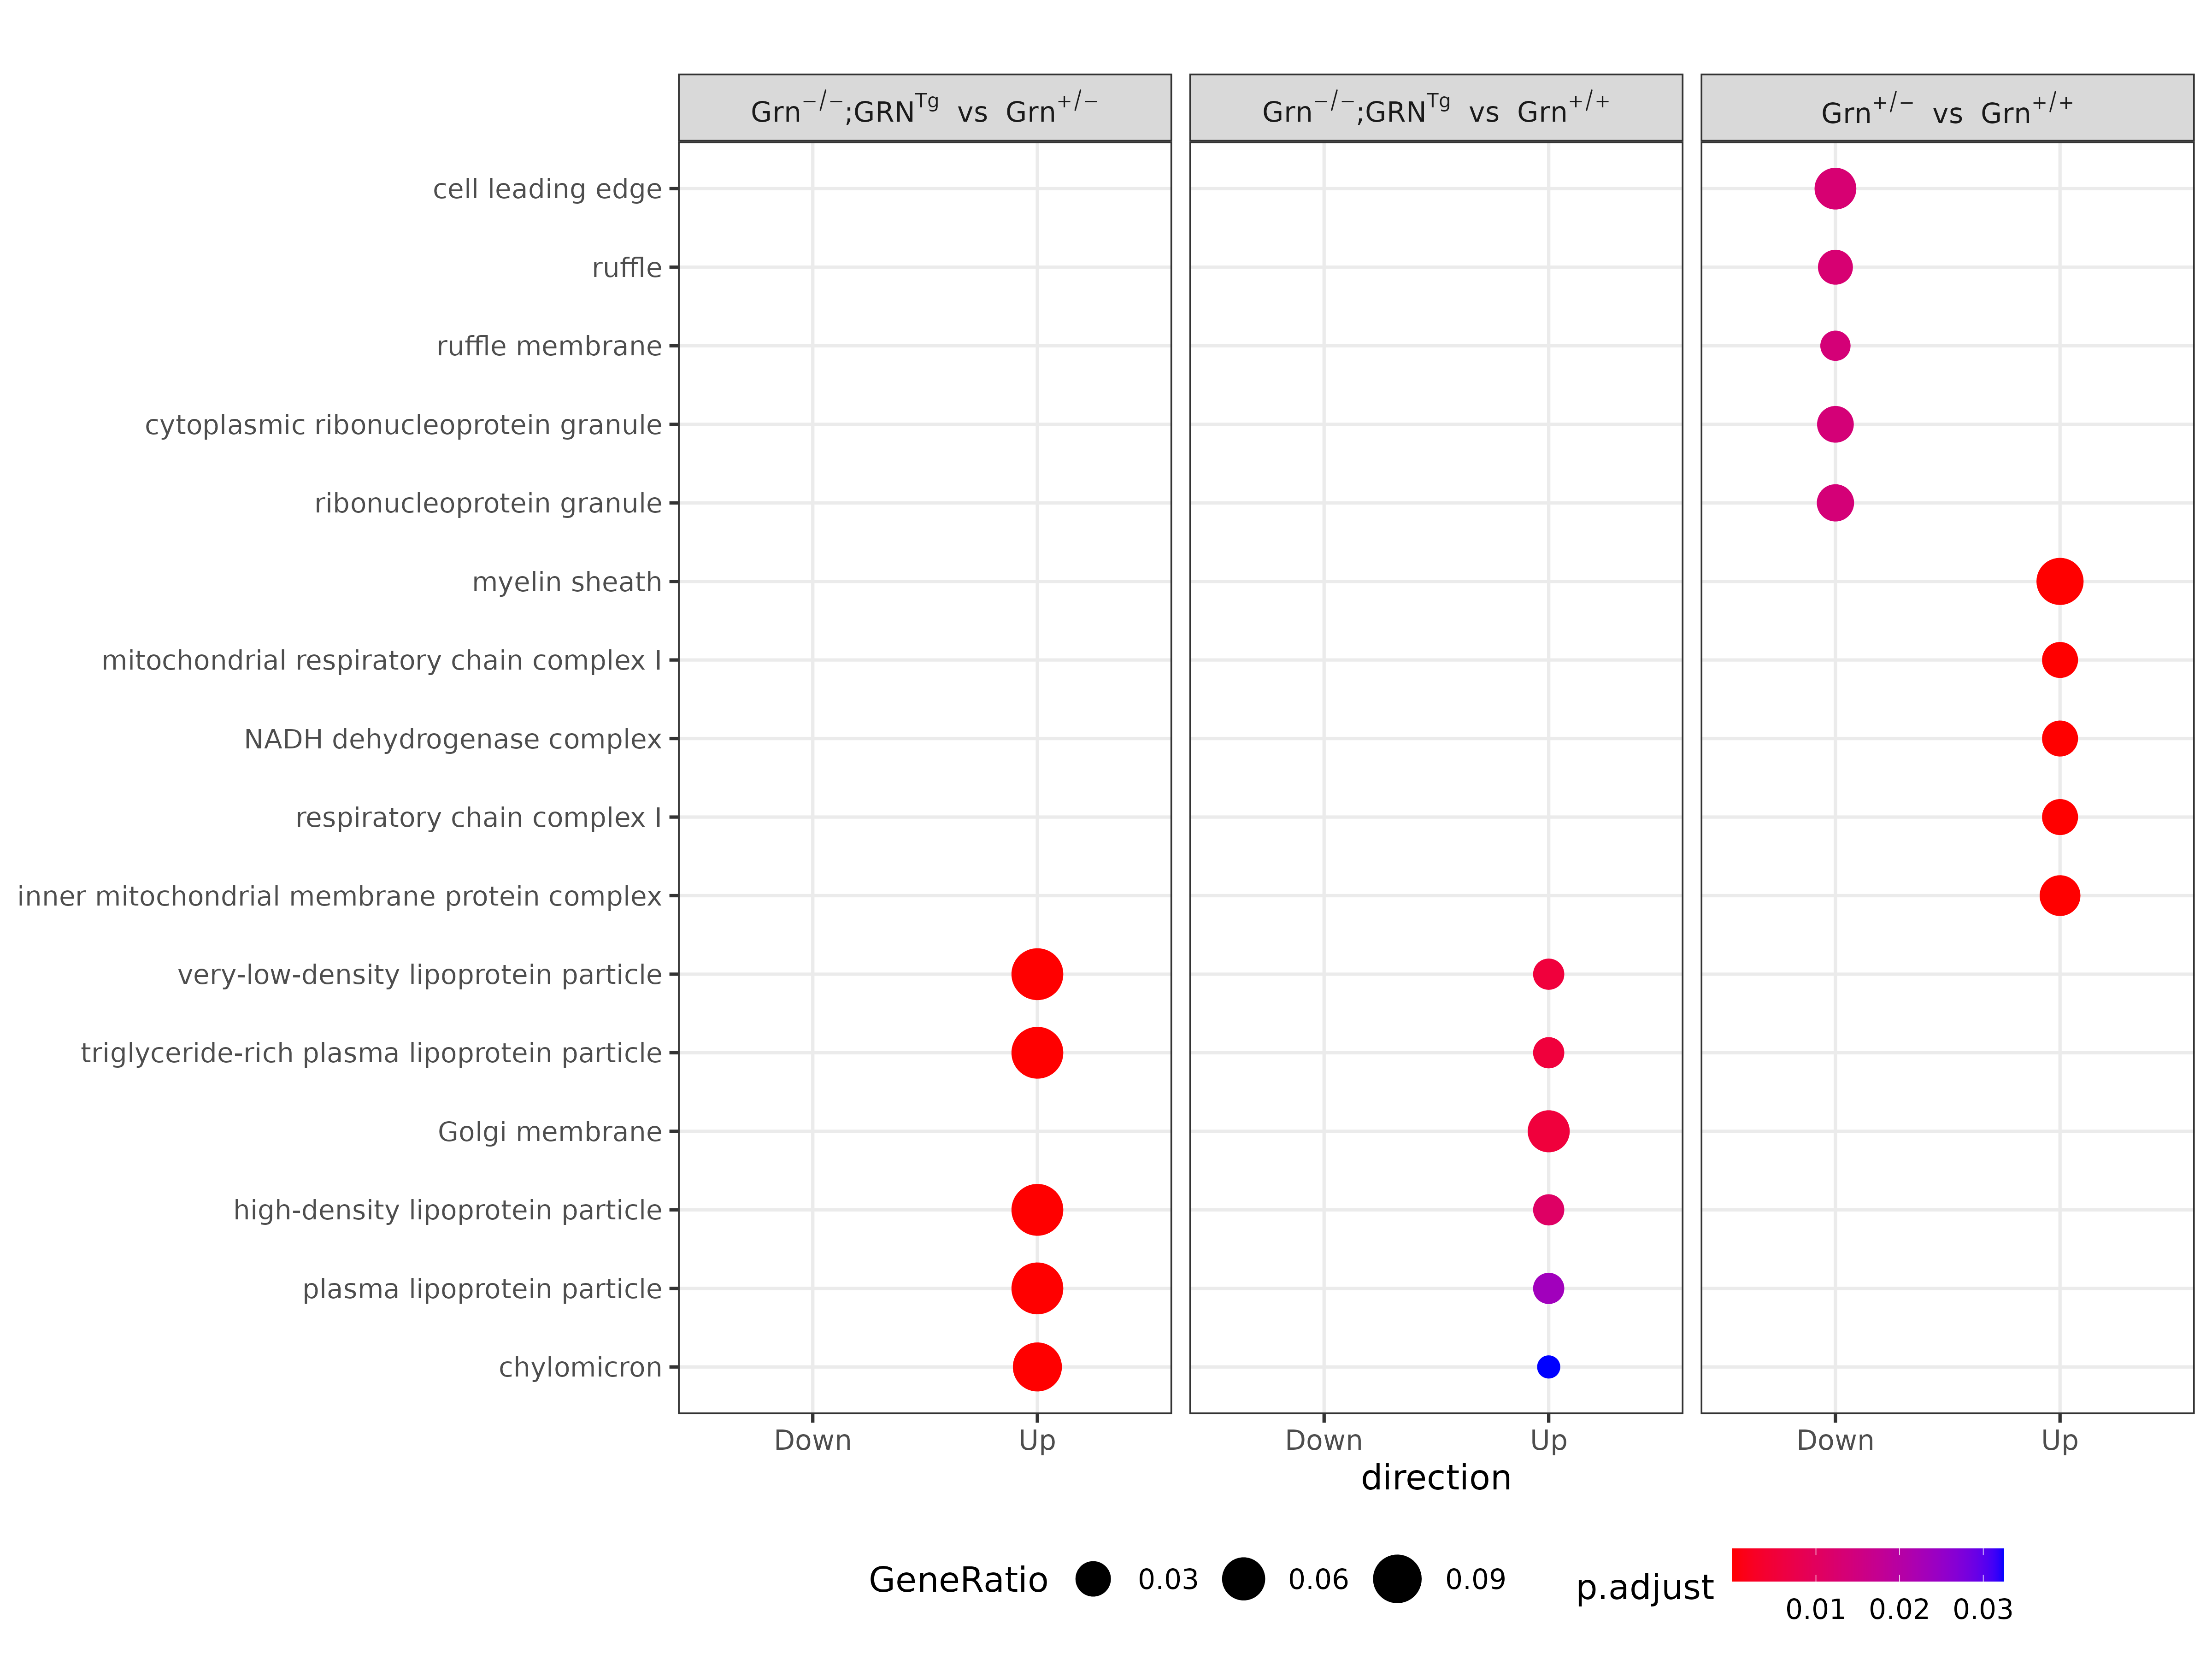 Grn−/−;GRNTg vs Grn+/−
Grn−/−;GRNTg vs Grn+/+
Grn+/− vs Grn+/+
cell leading edge
ruffle
ruffle membrane
cytoplasmic ribonucleoprotein granule
ribonucleoprotein granule
myelin sheath
mitochondrial respiratory chain complex I
NADH dehydrogenase complex
respiratory chain complex I
inner mitochondrial membrane protein complex
very-low-density lipoprotein particle
triglyceride-rich plasma lipoprotein particle
Golgi membrane
high-density lipoprotein particle
plasma lipoprotein particle
chylomicron
Down Up Down Up Down Up
direction
GeneRatio 0.03 0.06 0.09
p.adjust
0.01 0.02 0.03